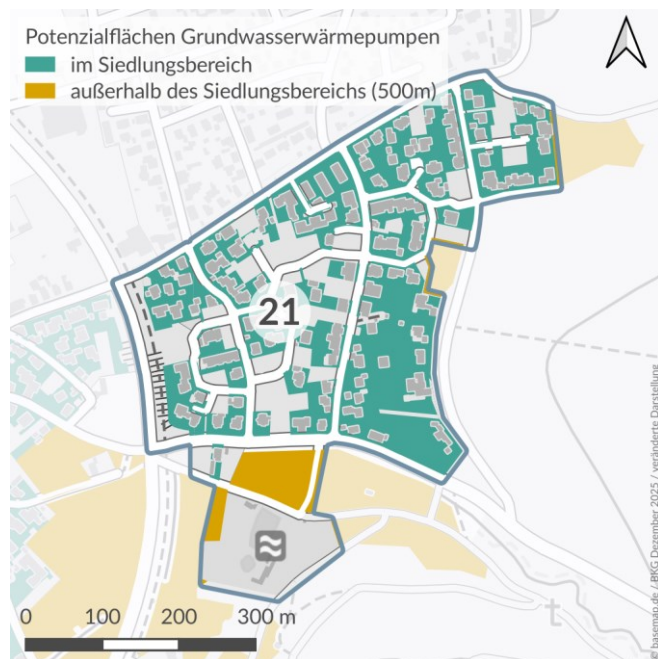 Potenzialflächen Grundwasserwärmepumpen
im Siedlungsbereich
außerhalb des Siedlungsbereichs (500m)
21
t
0 100 200 300 m
© basemap.de / BKG Dezember 2025 / veränderte Darstellung